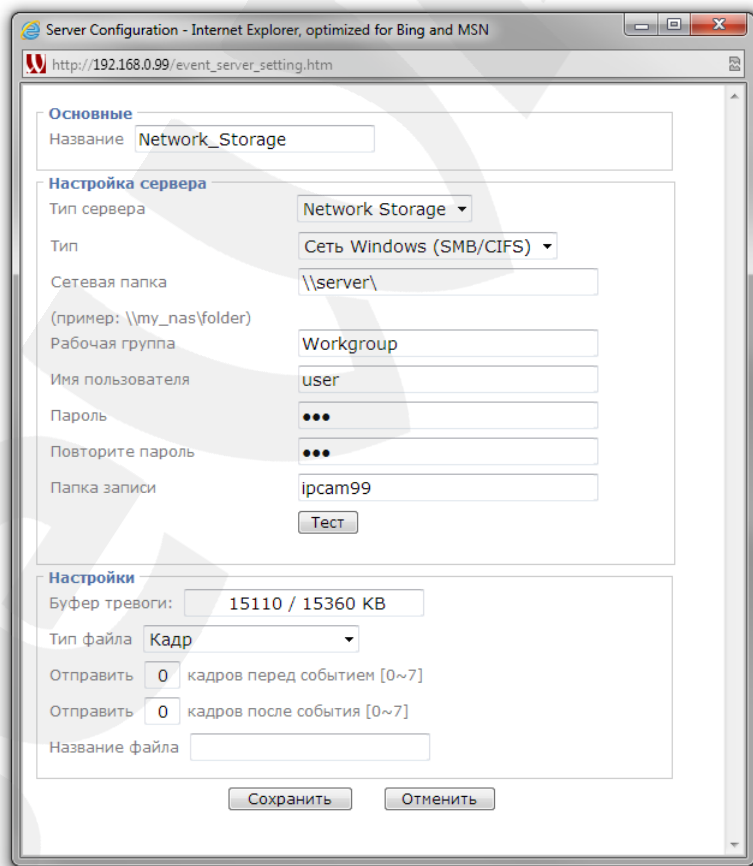 Server Configuration - Internet Explorer, optimized for Bing and MSN
http://192.168.0.99/event_server_setting.htm
Основные
Название Network_Storage
Настройка сервера
Тип сервера Network Storage
Тип Сеть Windows (SMB/CIFS)
Сетевая папка \\server\
(пример: \\my_nas\folder)
Рабочая группа Workgroup
Имя пользователя user
Пароль ●●●
Повторите пароль ●●●
Папка записи ipcam99
Тест
Настройки
Буфер тревоги: 15110 / 15360 KB
Тип файла Кадр
Отправить 0 кадров перед событием [0~7]
Отправить 0 кадров после события [0~7]
Название файла
Сохранить Отменить